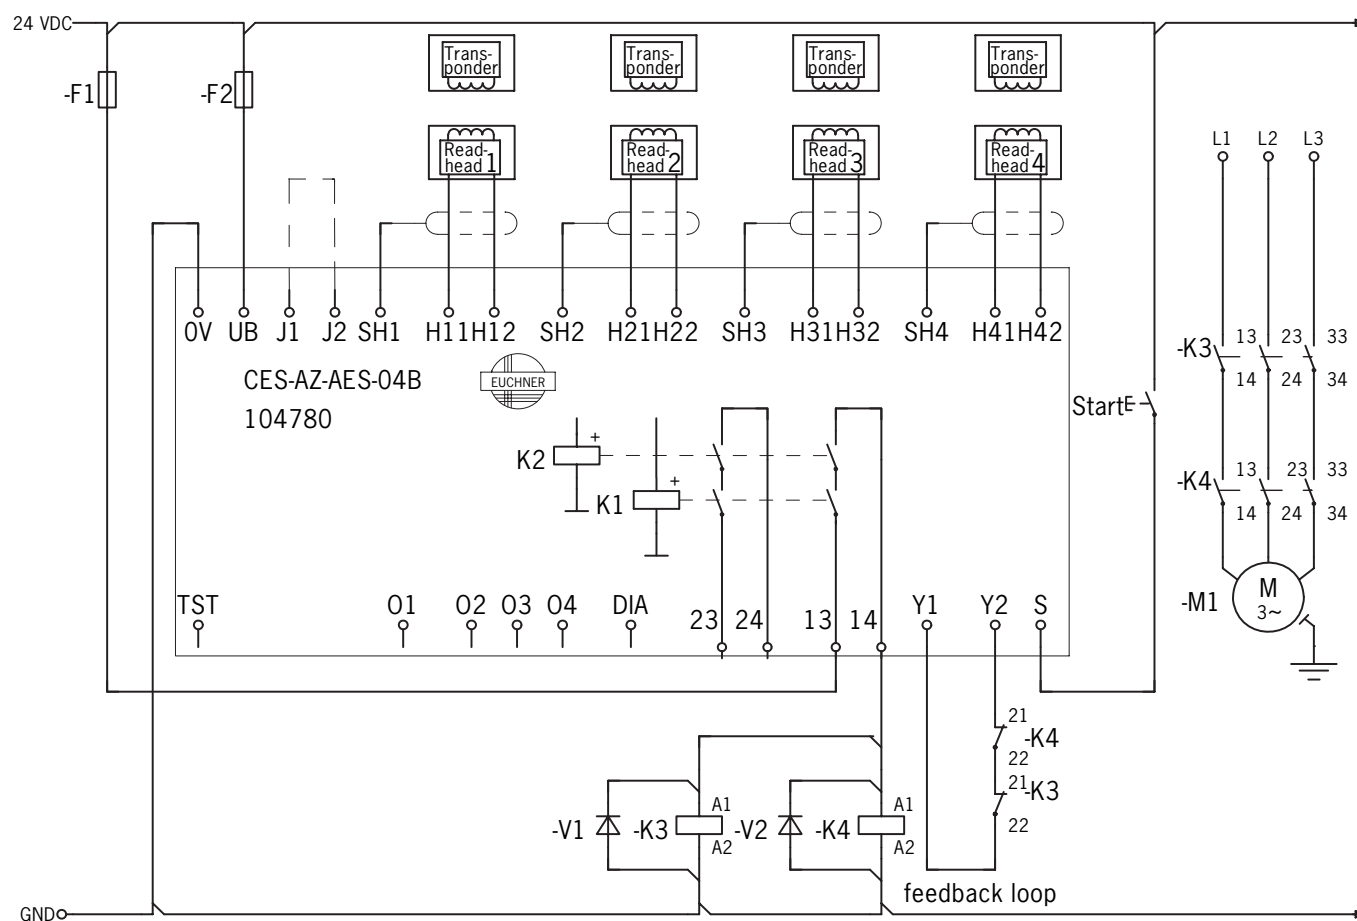 24 VDC
Trans-
ponder
Trans-
ponder
Trans-
ponder
Trans-
ponder
-F1
-F2
Read-
head 1
Read-
head 2
Read-
head 3
Read-
head 4
L1 L2 L3
0V UB J1 J2 SH1 H11 H12 SH2 H21 H22 SH3 H31 H32 SH4 H41 H42
-K3 13 23 33
14 24 34
CES-AZ-AES-04B
104780
EUCHNER
StartE
K2 +
K1 +
-K4 13 23 33
14 24 34
TST O1 O2 O3 O4 DIA 23 24 13 14 Y1 Y2 S
-M1
M
3~
21
-K4
22
21
-K3
22
-V1 -K3 A1
A2
-V2 -K4 A1
A2
feedback loop
GND